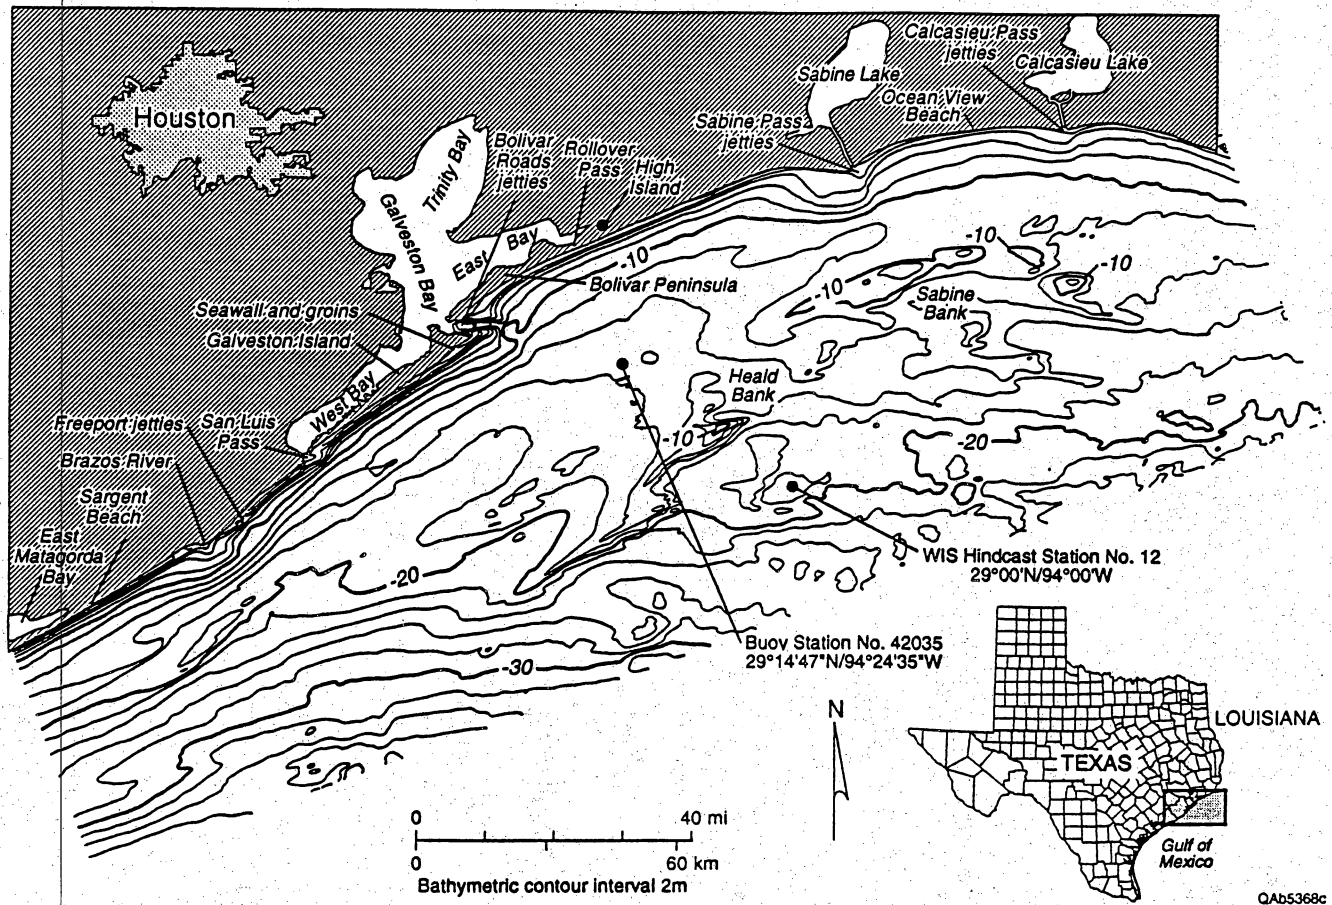 Calcasieu Pass
jetties
Calcasieu Lake
Sabine Lake
Ocean View
Beach
Sabine Pass
jetties
Houston
Bolivar
Roads
jetties
Rollover
Pass
High
Island
Trinity Bay
Galveston Bay
East Bay
-10
Bolivar Peninsula
-10
-10
-10
Sabine
Bank
Seawall and groins
Galveston Island
Heald
Bank
West Bay
Freeport jetties
San Luis
Pass
-10
-20
Brazos River
Sargent
Beach
East
Matagorda
Bay
WIS Hindcast Station No. 12
29°00'N/94°00'W
-20
Buoy Station No. 42035
29°14'47"N/94°24'35"W
-30
N
LOUISIANA
TEXAS
Gulf of
Mexico
0 40 mi
0 60 km
Bathymetric contour interval 2m
QAb5368c